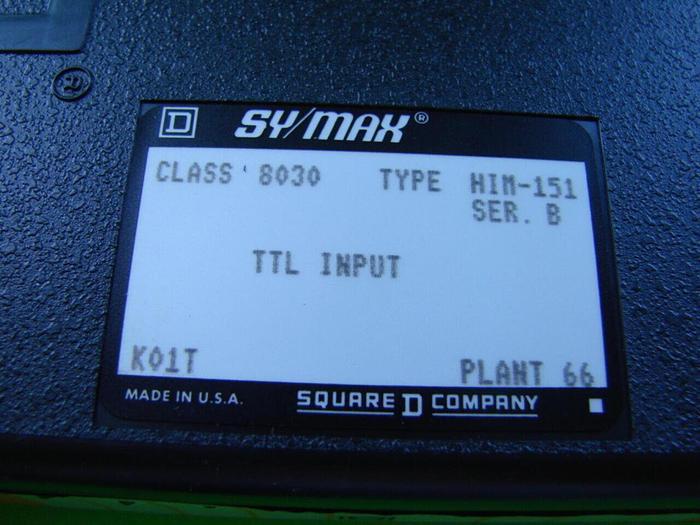 D SY/MAX®
CLASS 8030 TYPE HIM-151
SER. B
TTL INPUT
K01T
PLANT 66
MADE IN U.S.A. SQUARE D COMPANY